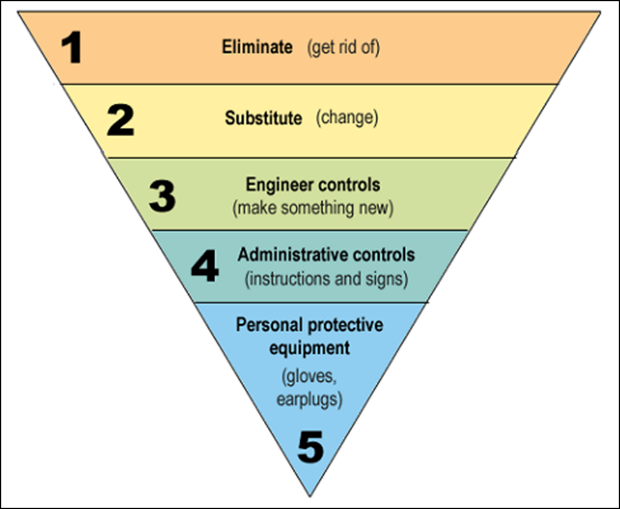 1 Eliminate (get rid of)
2 Substitute (change)
3 Engineer controls
(make something new)
4 Administrative controls
(instructions and signs)
Personal protective
equipment
(gloves,
earplugs)
5